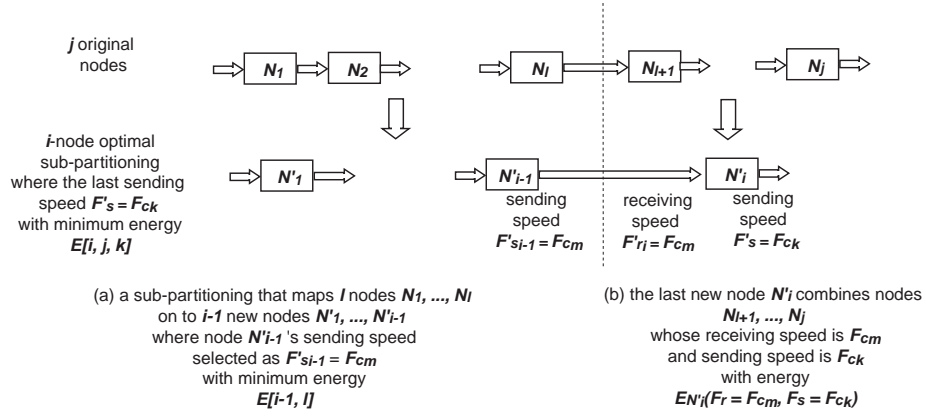 j original
nodes
N1 N2 Nl Nl+1 Nj
i-node optimal
sub-partitioning
where the last sending
speed F's = Fck
with minimum energy
E[i, j, k]
N'1 N'i-1 N'i
sending
speed
F'si-1 = Fcm
receiving
speed
F'ri = Fcm
sending
speed
F's = Fck
(a) a sub-partitioning that maps l nodes N1, ..., Nl
on to i-1 new nodes N'1, ..., N'i-1
where node N'i-1 's sending speed
selected as F'si-1 = Fcm
with minimum energy
E[i-1, l]
(b) the last new node N'i combines nodes
Nl+1, ..., Nj
whose receiving speed is Fcm
and sending speed is Fck
with energy
EN'i(Fr = Fcm, Fs = Fck)